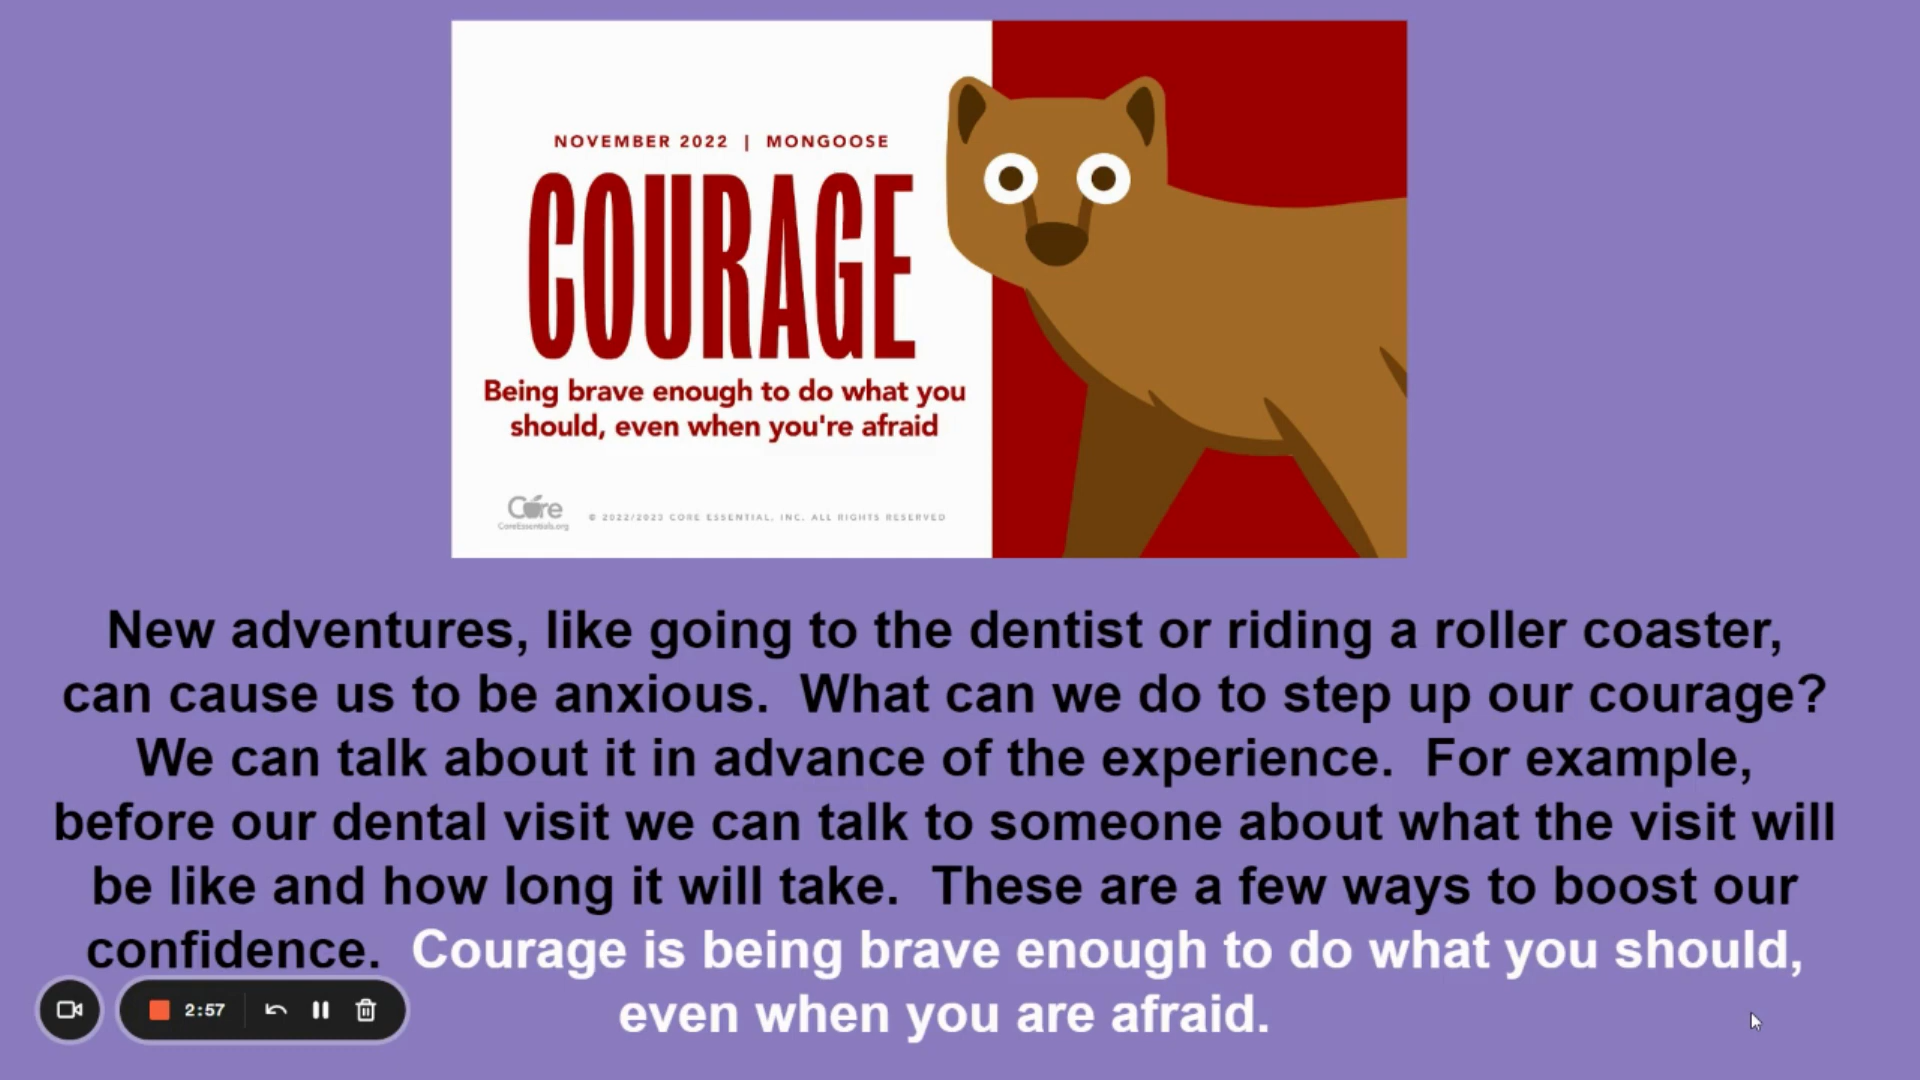 NOVEMBER 2022 | MONGOOSE
COURAGE
Being brave enough to do what you
should, even when you're afraid
Core
CoreEssentials.org
© 2022/2023 CORE ESSENTIAL, INC. ALL RIGHTS RESERVED
New adventures, like going to the dentist or riding a roller coaster,
can cause us to be anxious.  What can we do to step up our courage?
We can talk about it in advance of the experience.  For example,
before our dental visit we can talk to someone about what the visit will
be like and how long it will take.  These are a few ways to boost our
confidence.  Courage is being brave enough to do what you should,
even when you are afraid.
2:57